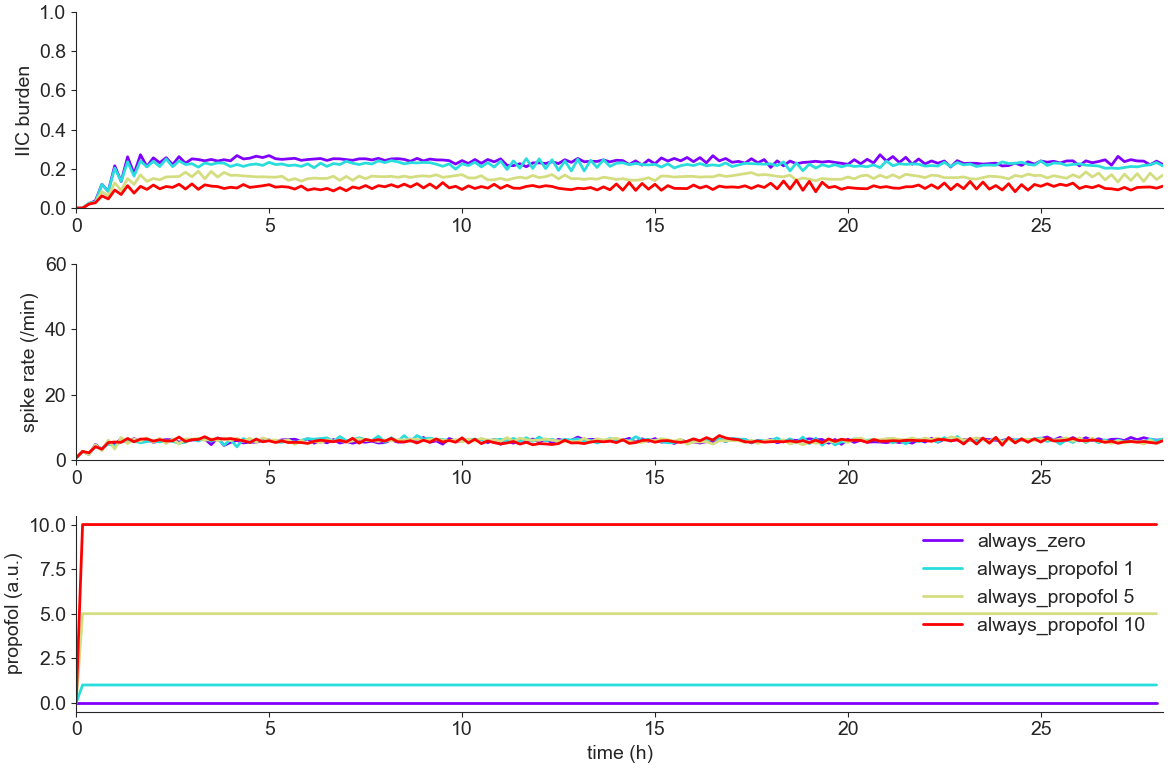 1.0
0.8
0.6
0.4
0.2
0.0
IIC burden
0 5 10 15 20 25
60
40
20
0
spike rate (/min)
0 5 10 15 20 25
10.0
7.5
5.0
2.5
0.0
propofol (a.u.)
always_zero
always_propofol 1
always_propofol 5
always_propofol 10
0 5 10 15 20 25
time (h)